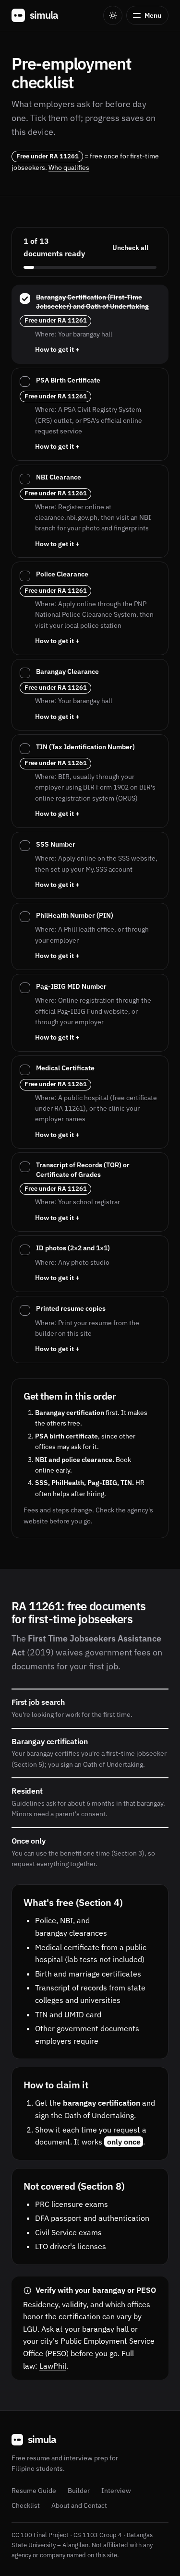 simula
Menu
Pre-employment
checklist
What employers ask for before day
one. Tick them off; progress saves on
this device.
Free under RA 11261 = free once for first-time
jobseekers. Who qualifies
1 of 13
documents ready
Uncheck all
Barangay Certification (First-Time
Jobseeker) and Oath of Undertaking
Free under RA 11261
Where: Your barangay hall
How to get it +
PSA Birth Certificate
Free under RA 11261
Where: A PSA Civil Registry System
(CRS) outlet, or PSA's official online
request service
How to get it +
NBI Clearance
Free under RA 11261
Where: Register online at
clearance.nbi.gov.ph, then visit an NBI
branch for your photo and fingerprints
How to get it +
Police Clearance
Free under RA 11261
Where: Apply online through the PNP
National Police Clearance System, then
visit your local police station
How to get it +
Barangay Clearance
Free under RA 11261
Where: Your barangay hall
How to get it +
TIN (Tax Identification Number)
Free under RA 11261
Where: BIR, usually through your
employer using BIR Form 1902 on BIR's
online registration system (ORUS)
How to get it +
SSS Number
Where: Apply online on the SSS website,
then set up your My.SSS account
How to get it +
PhilHealth Number (PIN)
Where: A PhilHealth office, or through
your employer
How to get it +
Pag-IBIG MID Number
Where: Online registration through the
official Pag-IBIG Fund website, or
through your employer
How to get it +
Medical Certificate
Free under RA 11261
Where: A public hospital (free certificate
under RA 11261), or the clinic your
employer names
How to get it +
Transcript of Records (TOR) or
Certificate of Grades
Free under RA 11261
Where: Your school registrar
How to get it +
ID photos (2×2 and 1×1)
Where: Any photo studio
How to get it +
Printed resume copies
Where: Print your resume from the
builder on this site
How to get it +
Get them in this order
1. Barangay certification first. It makes
the others free.
2. PSA birth certificate, since other
offices may ask for it.
3. NBI and police clearance. Book
online early.
4. SSS, PhilHealth, Pag-IBIG, TIN. HR
often helps after hiring.
Fees and steps change. Check the agency's
website before you go.
RA 11261: free documents
for first-time jobseekers
The First Time Jobseekers Assistance
Act (2019) waives government fees on
documents for your first job.
First job search
You're looking for work for the first time.
Barangay certification
Your barangay certifies you're a first-time jobseeker
(Section 5); you sign an Oath of Undertaking.
Resident
Guidelines ask for about 6 months in that barangay.
Minors need a parent's consent.
Once only
You can use the benefit one time (Section 3), so
request everything together.
What's free (Section 4)
• Police, NBI, and
barangay clearances
• Medical certificate from a public
hospital (lab tests not included)
• Birth and marriage certificates
• Transcript of records from state
colleges and universities
• TIN and UMID card
• Other government documents
employers require
How to claim it
1. Get the barangay certification and
sign the Oath of Undertaking.
2. Show it each time you request a
document. It works only once.
Not covered (Section 8)
• PRC licensure exams
• DFA passport and authentication
• Civil Service exams
• LTO driver's licenses
Verify with your barangay or PESO
Residency, validity, and which offices
honor the certification can vary by
LGU. Ask at your barangay hall or
your city's Public Employment Service
Office (PESO) before you go. Full
law: LawPhil.
simula
Free resume and interview prep for
Filipino students.
Resume Guide
Builder
Interview
Checklist
About and Contact
CC 100 Final Project · CS 1103 Group 4 · Batangas
State University – Alangilan. Not affiliated with any
agency or company named on this site.